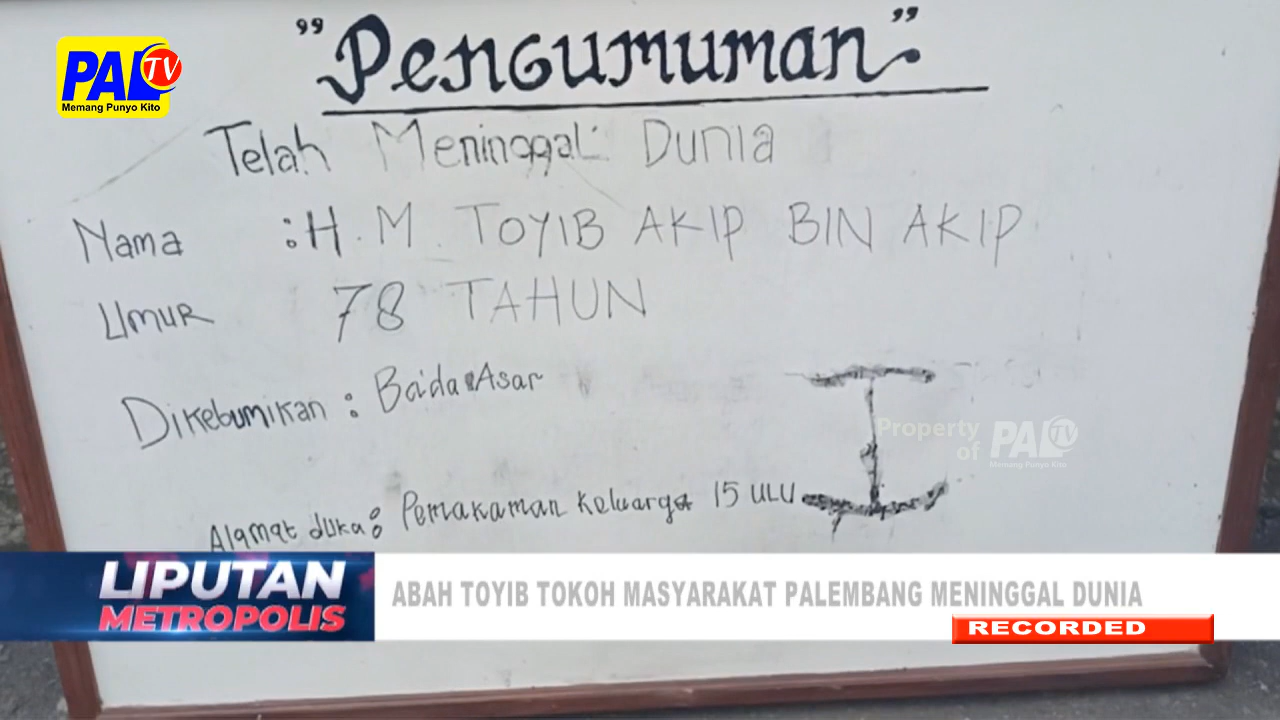 PAL TV
Memang Punyo Kito
"Pengumuman"
Telah Meninggal Dunia
Nama : H. M. TOYIB AKIP BIN AKIP
Umur 78 TAHUN
Dikebumikan : Ba'da Asar
Property of PAL TV
Memang Punyo Kito
Alamat duka : Pemakaman Keluarga 15 ULU
LIPUTAN METROPOLIS
ABAH TOYIB TOKOH MASYARAKAT PALEMBANG MENINGGAL DUNIA
RECORDED